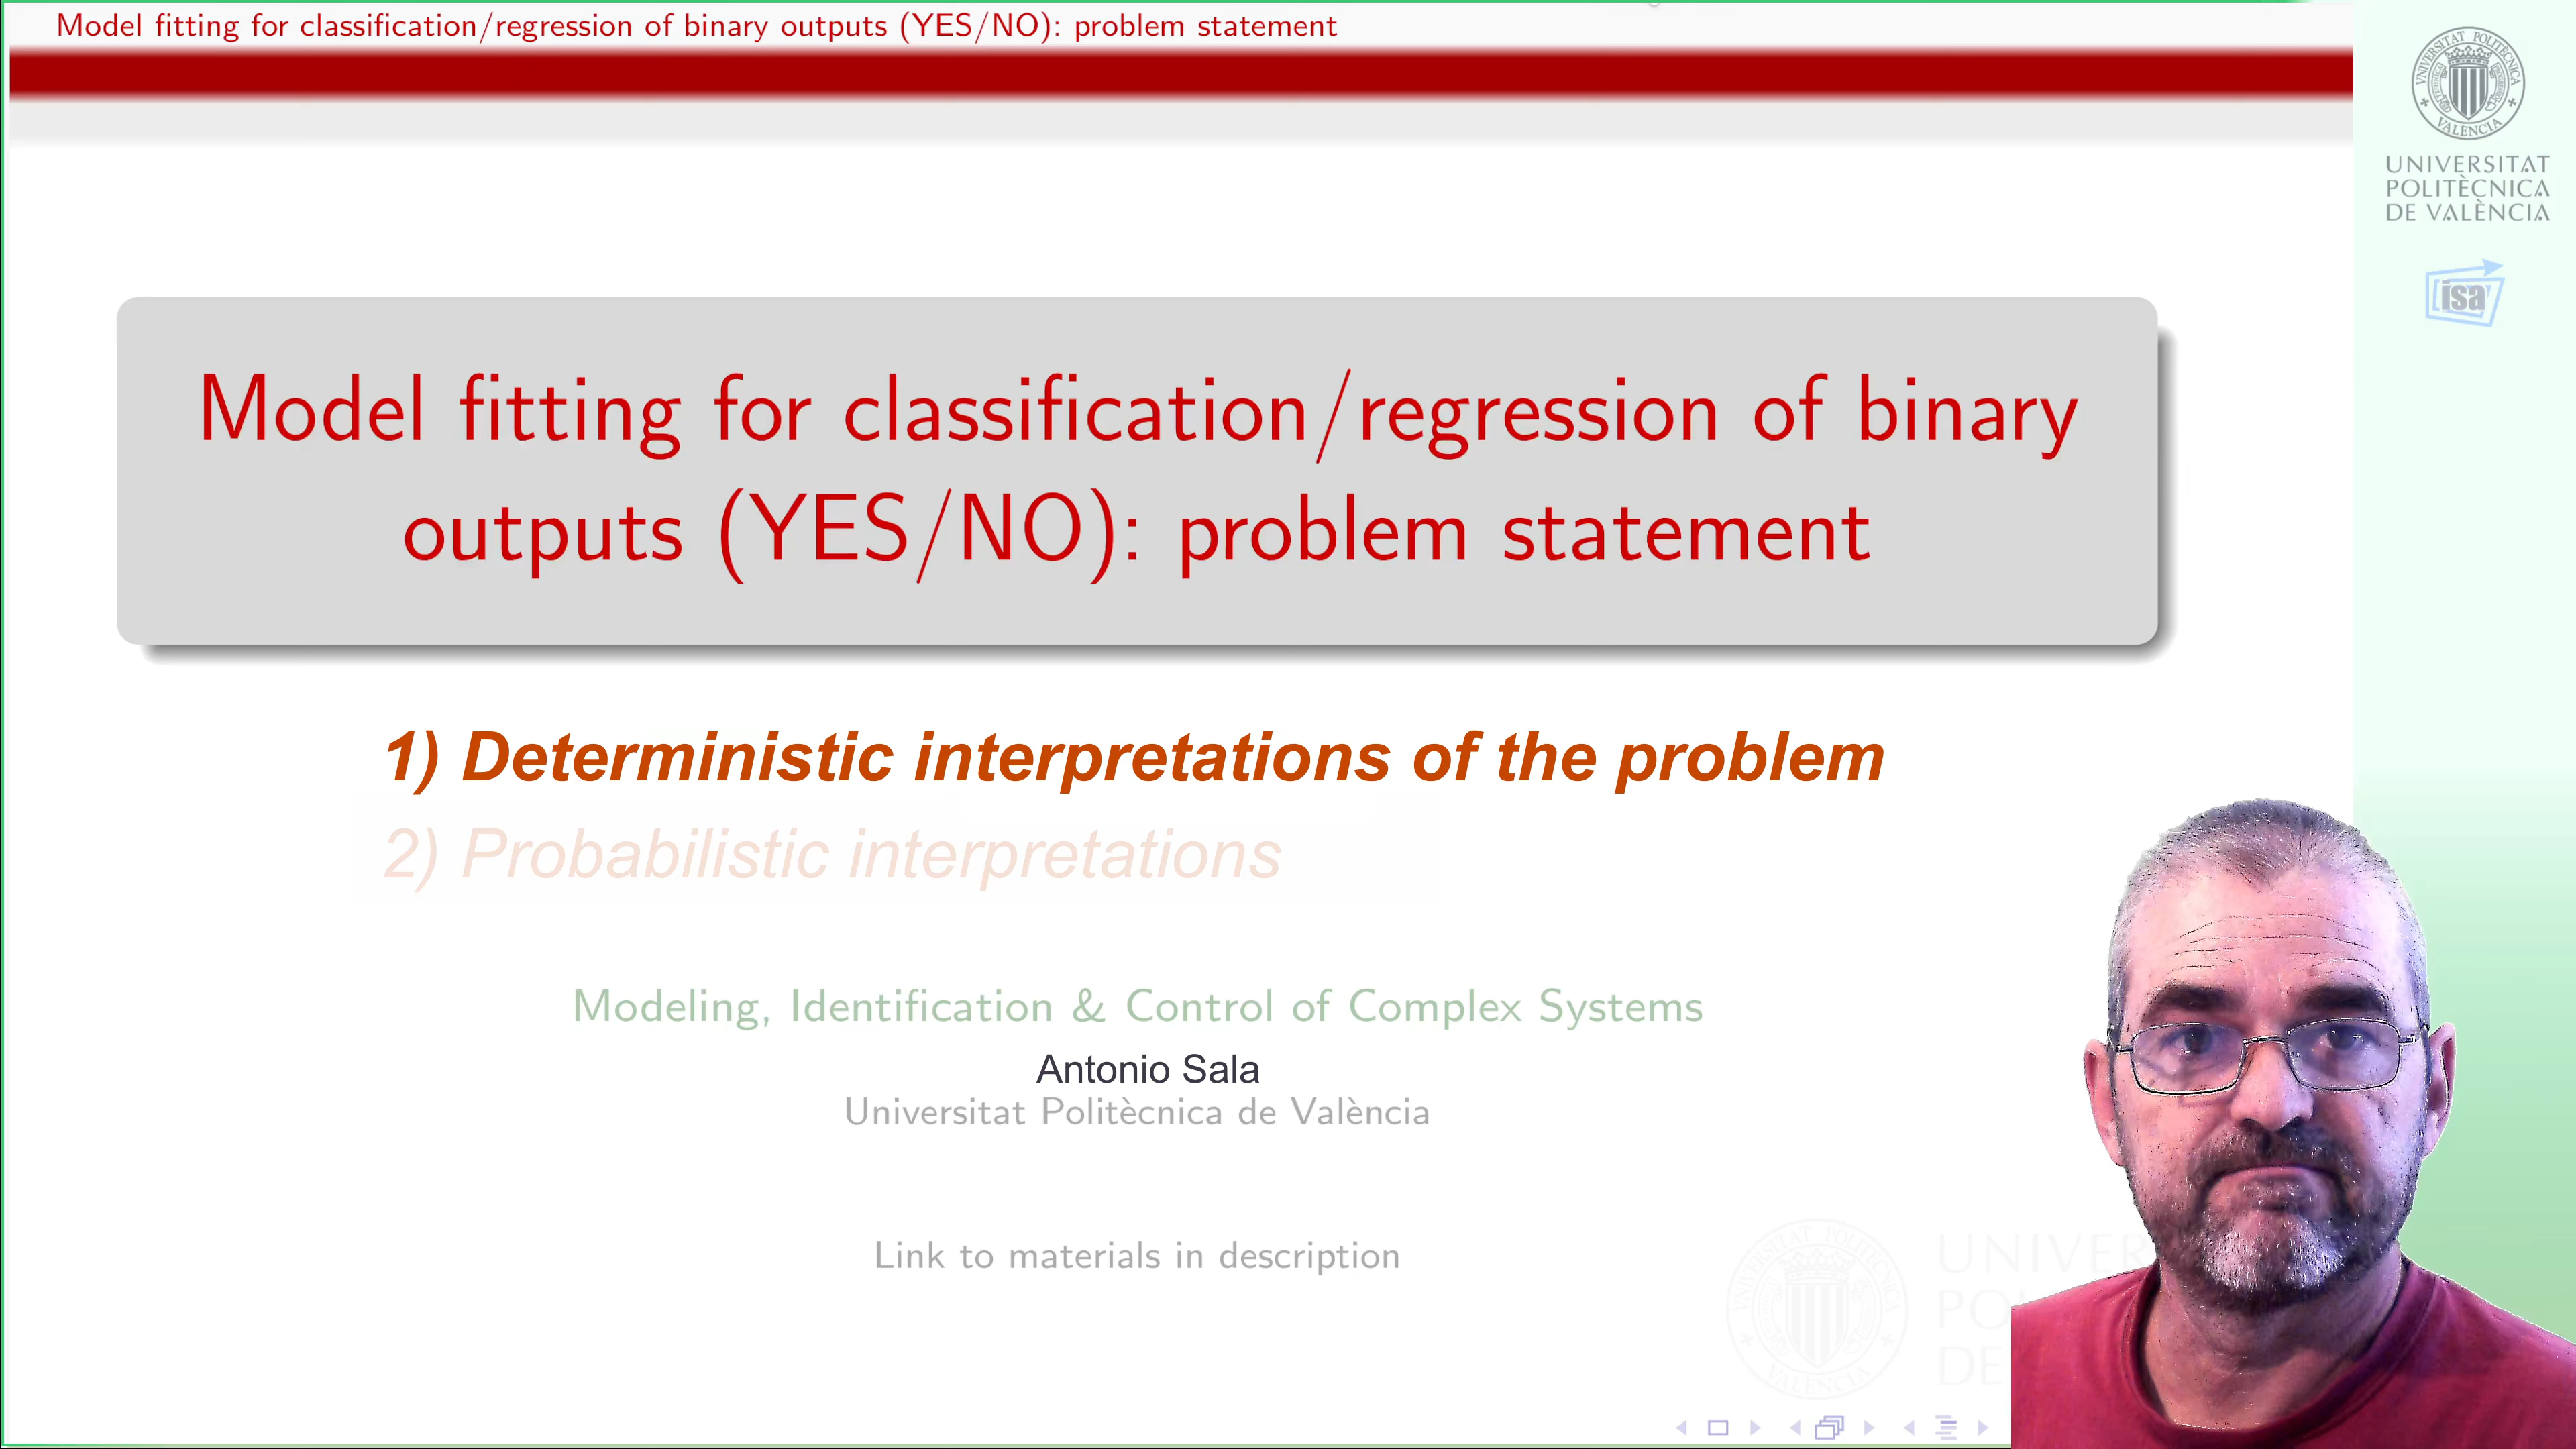 Model fitting for classification/regression of binary outputs (YES/NO): problem statement
UNIVERSITAT
POLITÈCNICA
DE VALÈNCIA
isa
Model fitting for classification/regression of binary
outputs (YES/NO): problem statement
1) Deterministic interpretations of the problem
2) Probabilistic interpretations
Modeling, Identification & Control of Complex Systems
Antonio Sala
Universitat Politècnica de València
Link to materials in description